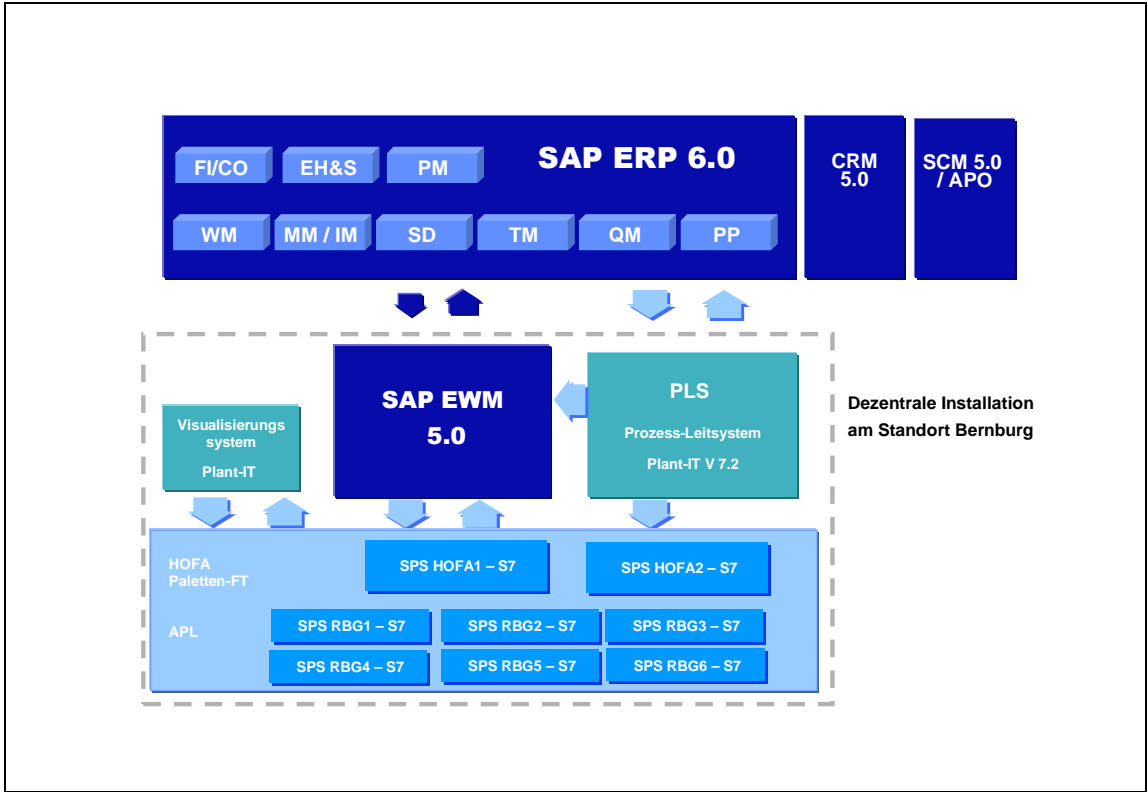 SAP ERP 6.0
FI/CO
EH&S
PM
WM
MM / IM
SD
TM
QM
PP
CRM
5.0
SCM 5.0
/ APO
Visualisierungs
system
Plant-IT
SAP EWM
5.0
PLS
Prozess-Leitsystem
Plant-IT V 7.2
Dezentrale Installation
am Standort Bernburg
HOFA
Paletten-FT
SPS HOFA1 – S7
SPS HOFA2 – S7
APL
SPS RBG1 – S7
SPS RBG2 – S7
SPS RBG3 – S7
SPS RBG4 – S7
SPS RBG5 – S7
SPS RBG6 – S7